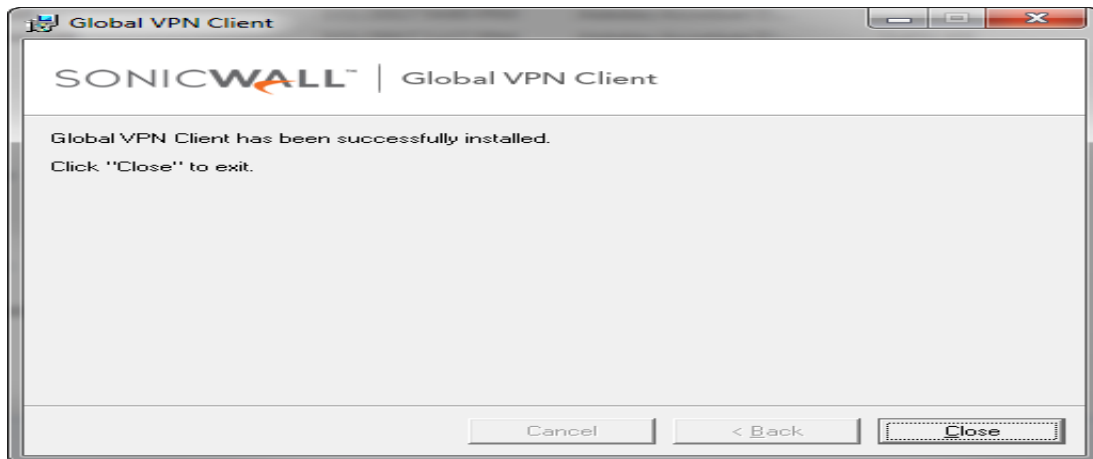 Global VPN Client
SONICWALL™ | Global VPN Client
Global VPN Client has been successfully installed.
Click "Close" to exit.
Cancel < Back Close